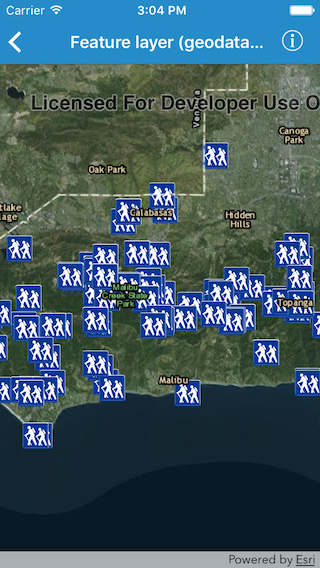 Carrier 3:04 PM
Feature layer (geodata...
Licensed For Developer Use O
Ventura
Canoga
Park
Oak Park
Calabasas
tlake
lage
Hidden
Hills
Malibu
Creek State
Park
Topanga
Malibu
Powered by Esri